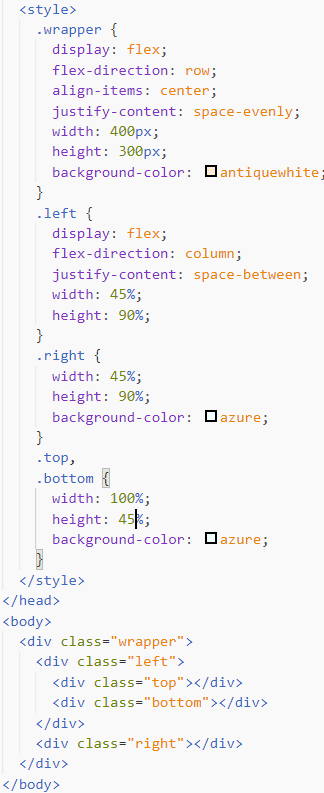 <style>
.wrapper {
display: flex;
flex-direction: row;
align-items: center;
justify-content: space-evenly;
width: 400px;
height: 300px;
background-color: antiquewhite;
}
.left {
display: flex;
flex-direction: column;
justify-content: space-between;
width: 45%;
height: 90%;
}
.right {
width: 45%;
height: 90%;
background-color: azure;
}
.top,
.bottom {
width: 100%;
height: 45%;
background-color: azure;
}
</style>
</head>
<body>
<div class="wrapper">
<div class="left">
<div class="top"></div>
<div class="bottom"></div>
</div>
<div class="right"></div>
</div>
</body>